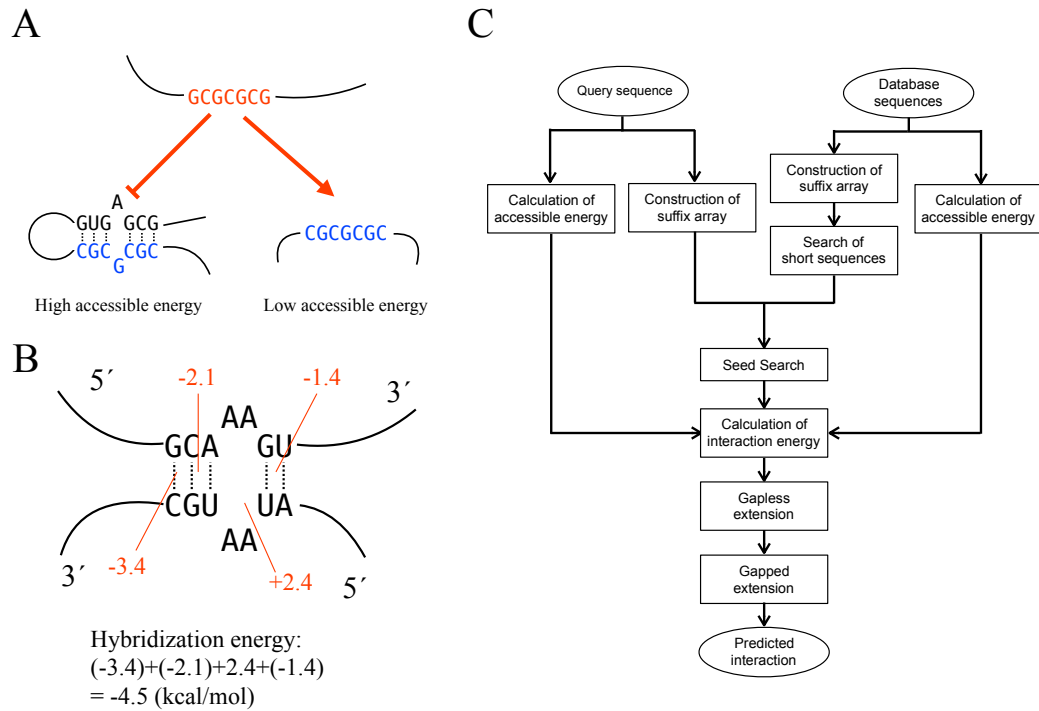 A
GCGCGCG
A
GUG GCG
CGC CGC
G
CGCGCGC
High accessible energy
Low accessible energy
B
5´
-2.1
-1.4
3´
AA
GCA GU
CGU UA
AA
3´
-3.4
+2.4
5´
Hybridization energy:
(-3.4)+(-2.1)+2.4+(-1.4)
= -4.5 (kcal/mol)
C
Query sequence
Database
sequences
Calculation of
accessible energy
Construction of
suffix array
Construction of
suffix array
Calculation of
accessible energy
Search of
short sequences
Seed Search
Calculation of
interaction energy
Gapless
extension
Gapped
extension
Predicted
interaction